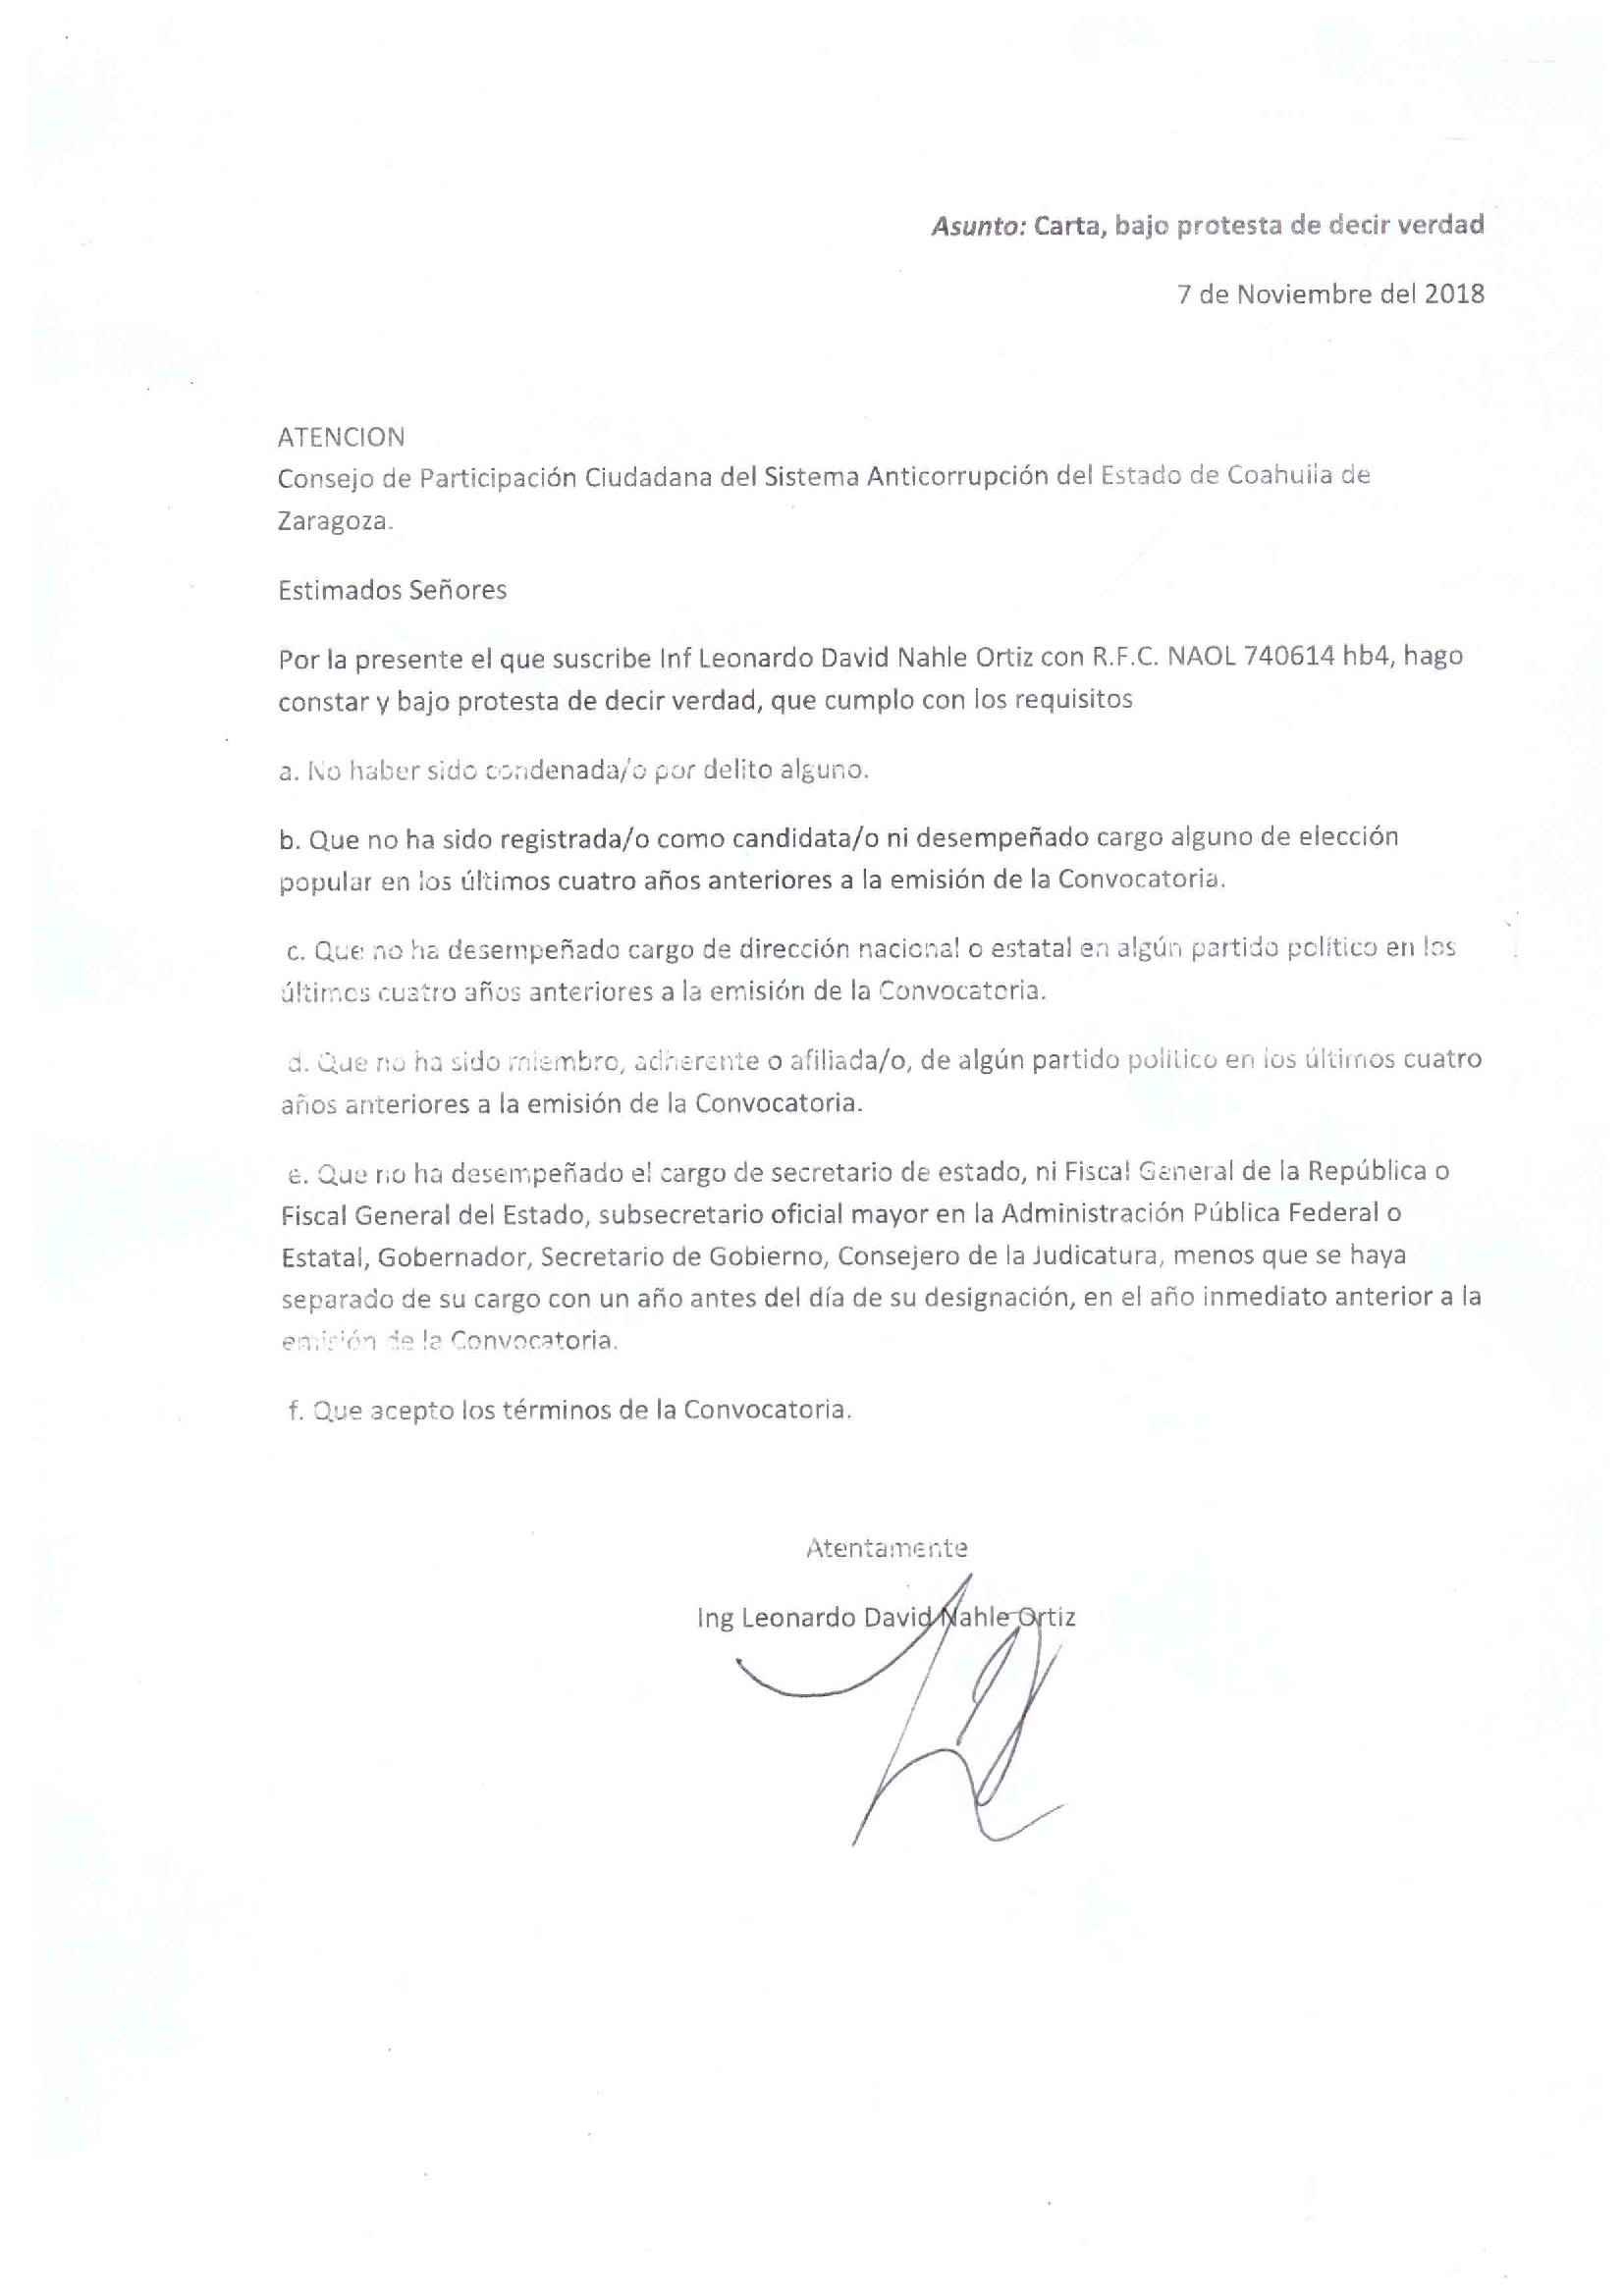 Asunto: Carta, bajo protesta de decir verdad
7 de Noviembre del 2018
ATENCION
Consejo de Participación Ciudadana del Sistema Anticorrupción del Estado de Coahuila de
Zaragoza.
Estimados Señores
Por la presente el que suscribe Inf Leonardo David Nahle Ortiz con R.F.C. NAOL 740614 hb4, hago
constar y bajo protesta de decir verdad, que cumplo con los requisitos
a. No haber sido condenada/o por delito alguno.
b. Que no ha sido registrada/o como candidata/o ni desempeñado cargo alguno de elección
popular en los últimos cuatro años anteriores a la emisión de la Convocatoria.
c. Que no ha desempeñado cargo de dirección nacional o estatal en algún partido político en los
últimos cuatro años anteriores a la emisión de la Convocatoria.
d. Que no ha sido miembro, adherente o afiliada/o, de algún partido político en los últimos cuatro
años anteriores a la emisión de la Convocatoria.
e. Que no ha desempeñado el cargo de secretario de estado, ni Fiscal General de la República o
Fiscal General del Estado, subsecretario oficial mayor en la Administración Pública Federal o
Estatal, Gobernador, Secretario de Gobierno, Consejero de la Judicatura, menos que se haya
separado de su cargo con un año antes del día de su designación, en el año inmediato anterior a la
emisión de la Convocatoria.
f. Que acepto los términos de la Convocatoria.
Atentamente
Ing Leonardo David Nahle Ortiz